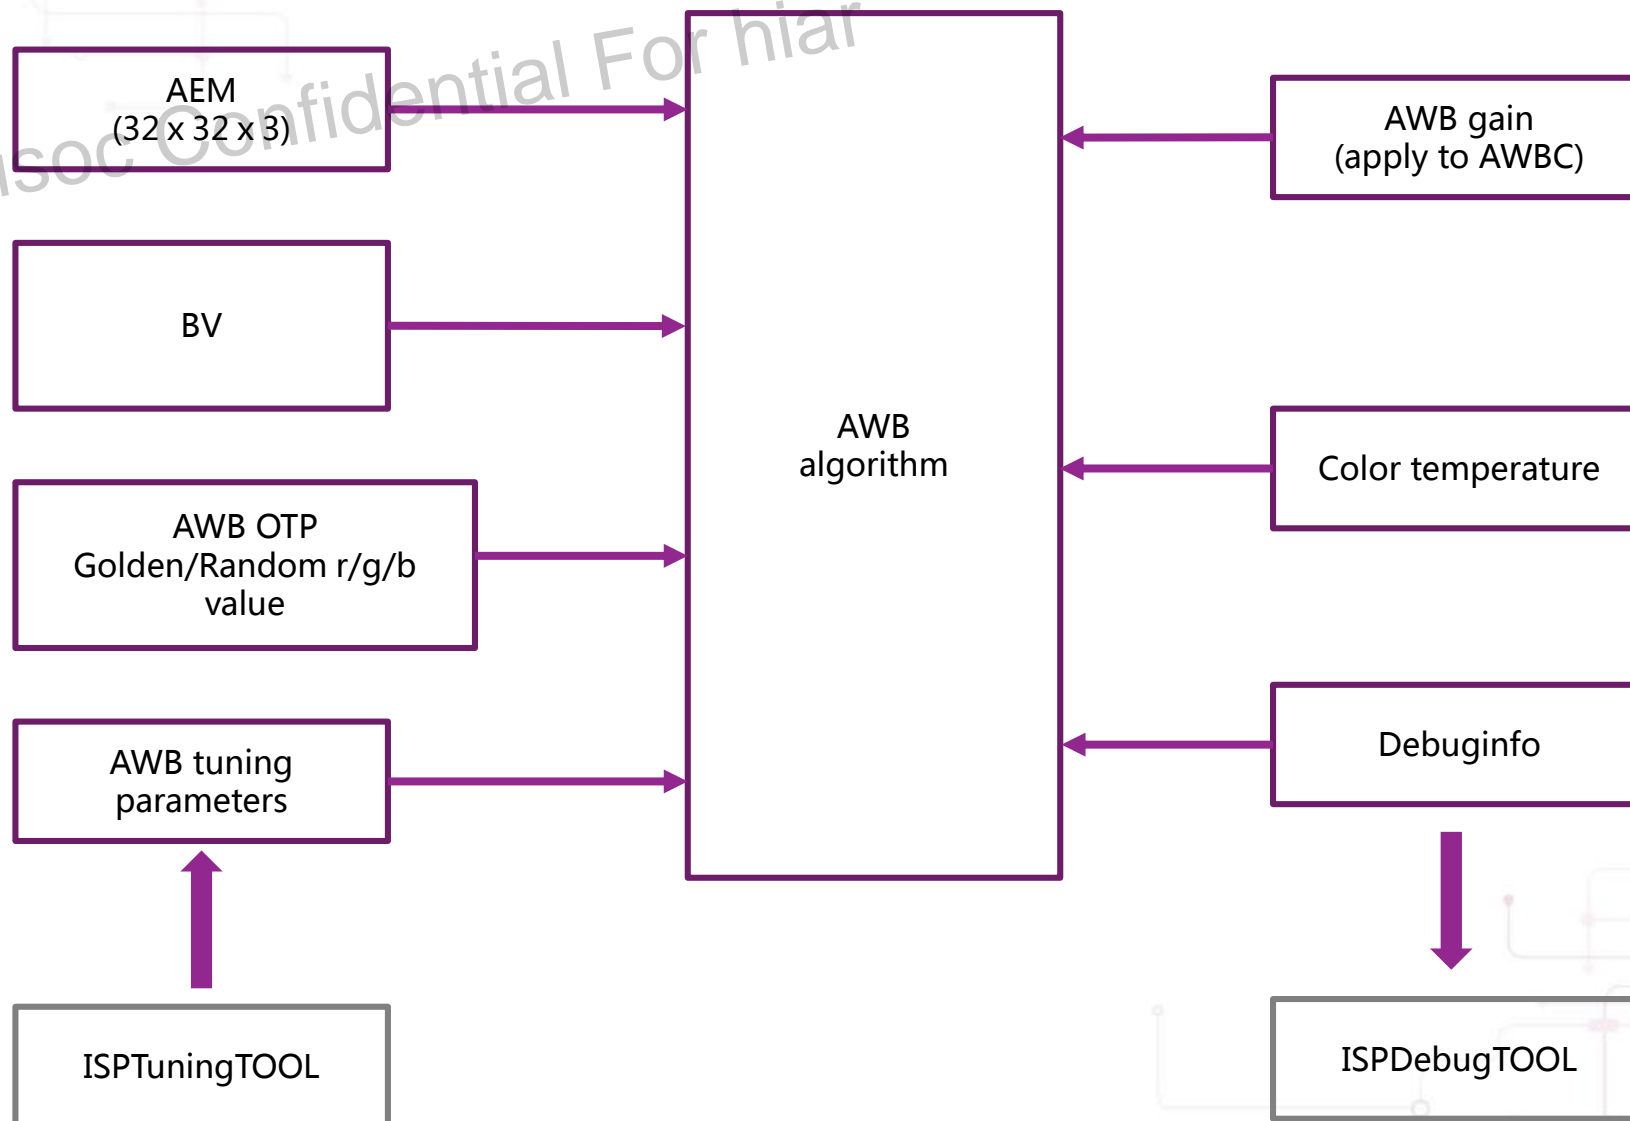 isoc Confidential For hiar
AEM
(32 x 32 x 3)
BV
AWB OTP
Golden/Random r/g/b
value
AWB tuning
parameters
ISPTuningTOOL
AWB
algorithm
AWB gain
(apply to AWBC)
Color temperature
Debuginfo
ISPDebugTOOL